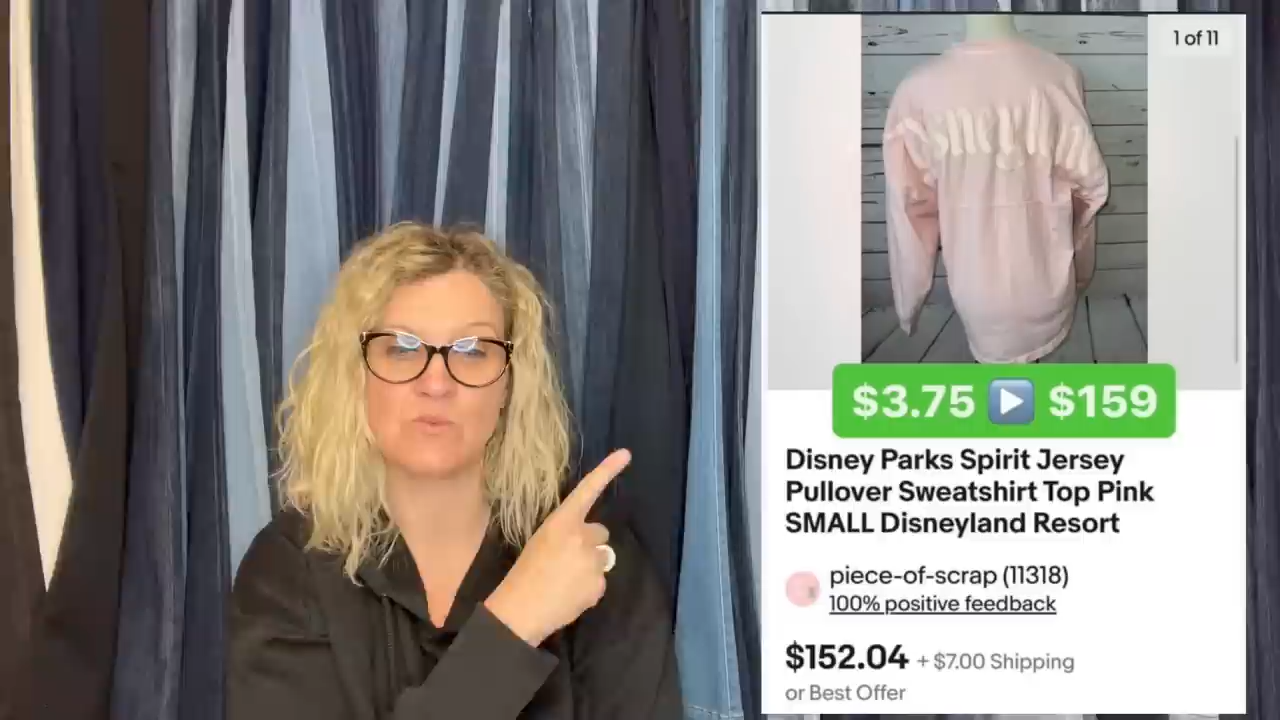 1 of 11
$3.75 ▶ $159
Disney Parks Spirit Jersey
Pullover Sweatshirt Top Pink
SMALL Disneyland Resort
piece-of-scrap (11318)
100% positive feedback
$152.04 + $7.00 Shipping
or Best Offer